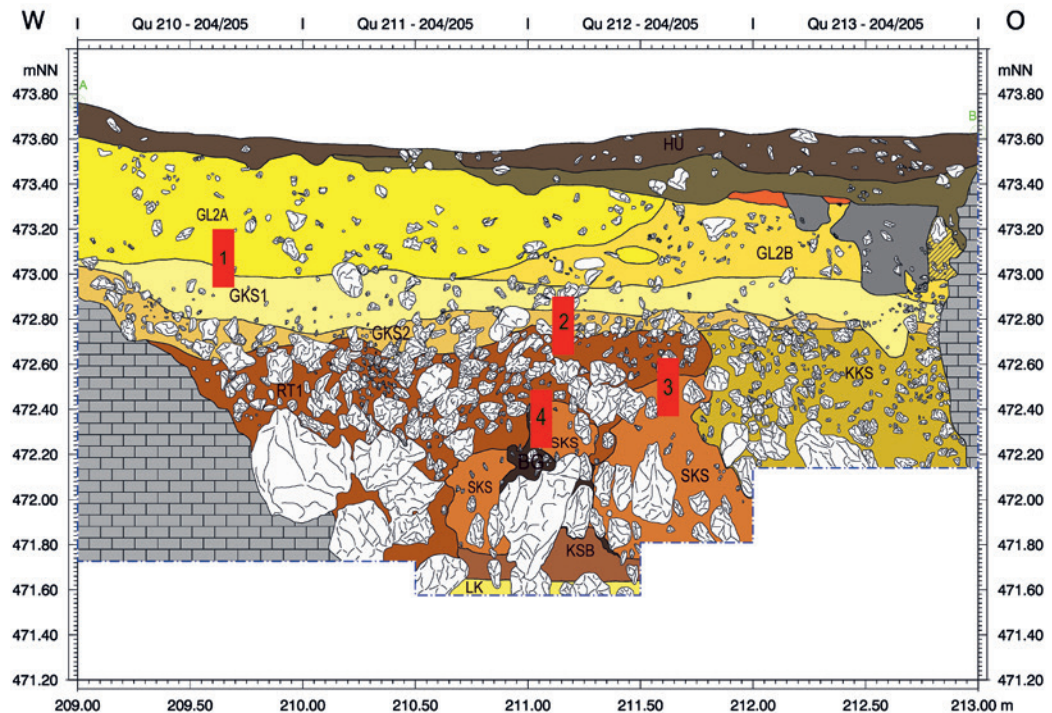 W Qu 210 - 204/205 Qu 211 - 204/205 Qu 212 - 204/205 Qu 213 - 204/205 O
mNN mNN
A B
473.80 473.80
473.60 HU 473.60
473.40 473.40
GL2A
473.20 473.20
1 GL2B
473.00 473.00
GKS1
472.80 2 472.80
GKS2
472.60 KKS 472.60
RT1 3
472.40 4 472.40
SKS
472.20 472.20
SKS SKS
472.00 472.00
471.80 KSB 471.80
471.60 LK 471.60
471.40 471.40
471.20 471.20
209.00 209.50 210.00 210.50 211.00 211.50 212.00 212.50 213.00 m